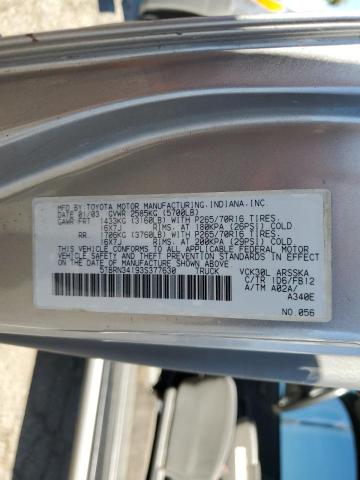 MFD. BY: TOYOTA MOTOR MANUFACTURING, INDIANA, INC.
DATE 01/03 GVWR 2585KG (5700LB)
GAWR FRT 1433KG (3160LB) WITH P265/70R16 TIRES,
16X7J RIMS, AT 180KPA (26PSI) COLD
RR 1706KG (3760LB) WITH P265/70R16 TIRES,
16X7J RIMS, AT 200KPA (29PSI) COLD
THIS VEHICLE CONFORMS TO ALL APPLICABLE FEDERAL
MOTOR VEHICLE SAFETY AND THEFT PREVENTION STANDARDS IN EFFECT
ON THE DATE OF MANUFACTURE SHOWN ABOVE.
5TBRN34193S377630 TRUCK
VCK30L ARSSKA
C/TR 1D6/FB12
A/TM A02A/
A340E
NO.056